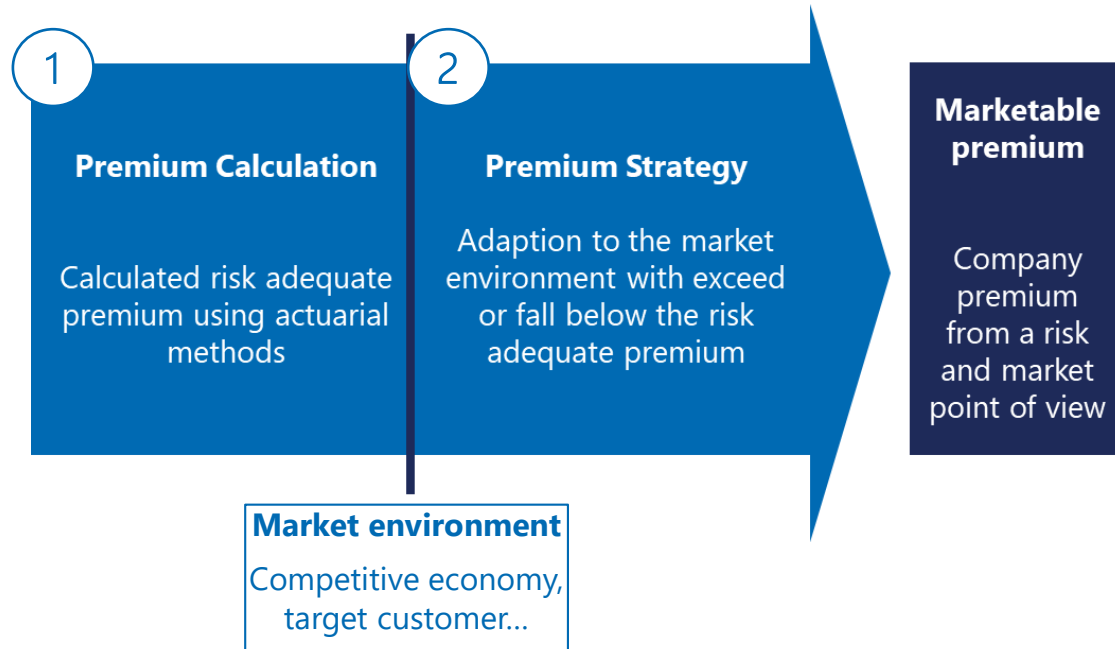 1
Premium Calculation
Calculated risk adequate
premium using actuarial
methods
2
Premium Strategy
Adaption to the market
environment with exceed
or fall below the risk
adequate premium
Marketable
premium
Company
premium
from a risk
and market
point of view
Market environment
Competitive economy,
target customer...